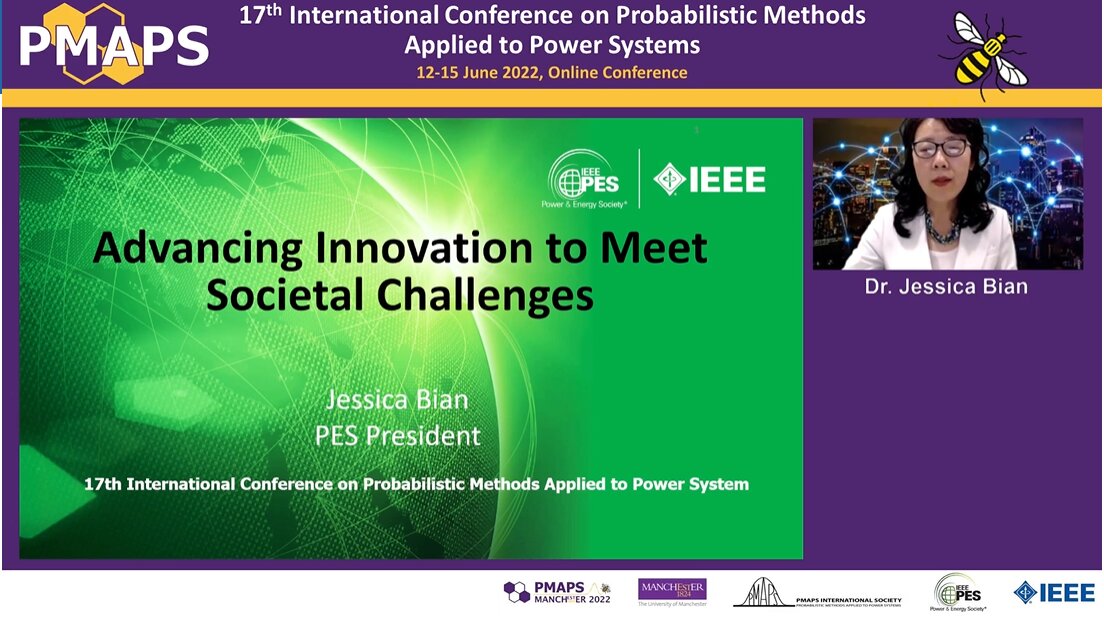 PMAPS
17th International Conference on Probabilistic Methods
Applied to Power Systems
12-15 June 2022, Online Conference
IEEE
PES
Power & Energy Society®
IEEE
Advancing Innovation to Meet
Societal Challenges
Jessica Bian
PES President
17th International Conference on Probabilistic Methods Applied to Power System
Dr. Jessica Bian
PMAPS
MANCHESTER 2022
MANCHESTER
1824
The University of Manchester
PMAPS
PMAPS INTERNATIONAL SOCIETY
PROBABILISTIC METHODS APPLIED TO POWER SYSTEMS
IEEE
PES
Power & Energy Society®
IEEE